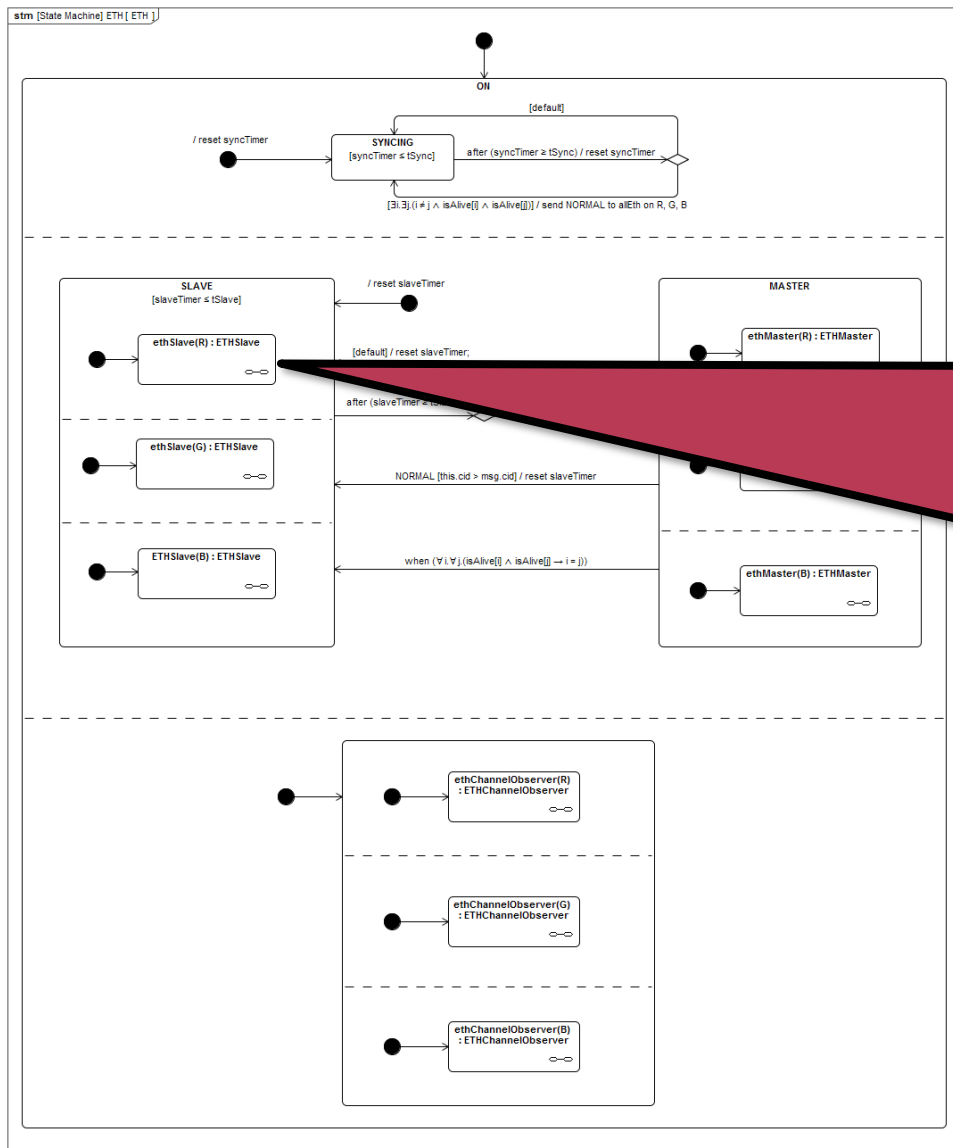 stm [State Machine] ETH [ ETH ]
ON
[default]
/ reset syncTimer
SYNCING
[syncTimer ≤ tSync]
after (syncTimer ≥ tSync) / reset syncTimer
[∃i.∃j.(i ≠ j ∧ isAlive[i] ∧ isAlive[j])] / send NORMAL to allEth on R, G, B
SLAVE
[slaveTimer ≤ tSlave]
/ reset slaveTimer
MASTER
ethSlave(R) : ETHSlave
ethMaster(R) : ETHMaster
[default] / reset slaveTimer;
after (slaveTimer ≥
ethSlave(G) : ETHSlave
NORMAL [this.cid > msg.cid] / reset slaveTimer
ETHSlave(B) : ETHSlave
when (∀ i.∀ j.(isAlive[i] ∧ isAlive[j] → i = j))
ethMaster(B) : ETHMaster
ethChannelObserver(R)
: ETHChannelObserver
ethChannelObserver(G)
: ETHChannelObserver
ethChannelObserver(B)
: ETHChannelObserver